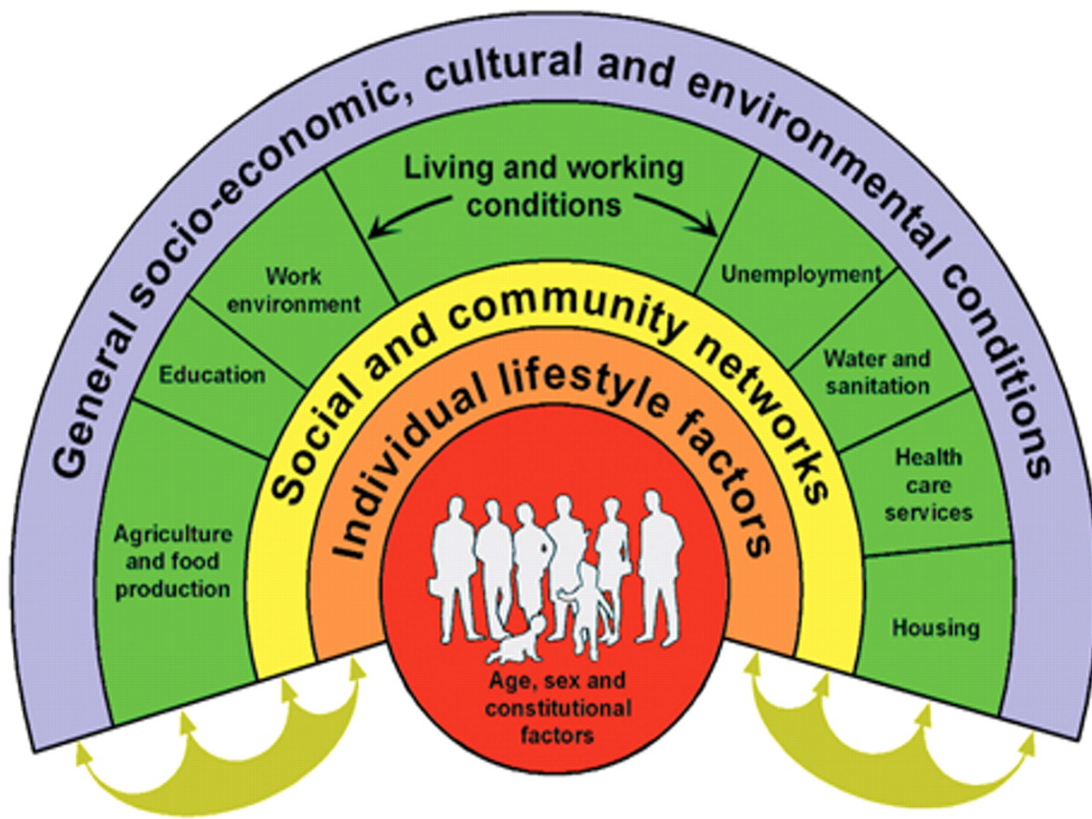 General socio-economic, cultural and environmental conditions
Living and working
conditions
Work
environment
Education
Agriculture
and food
production
Unemployment
Water and
sanitation
Health
care
services
Housing
Social and community networks
Individual lifestyle factors
Age, sex and
constitutional
factors